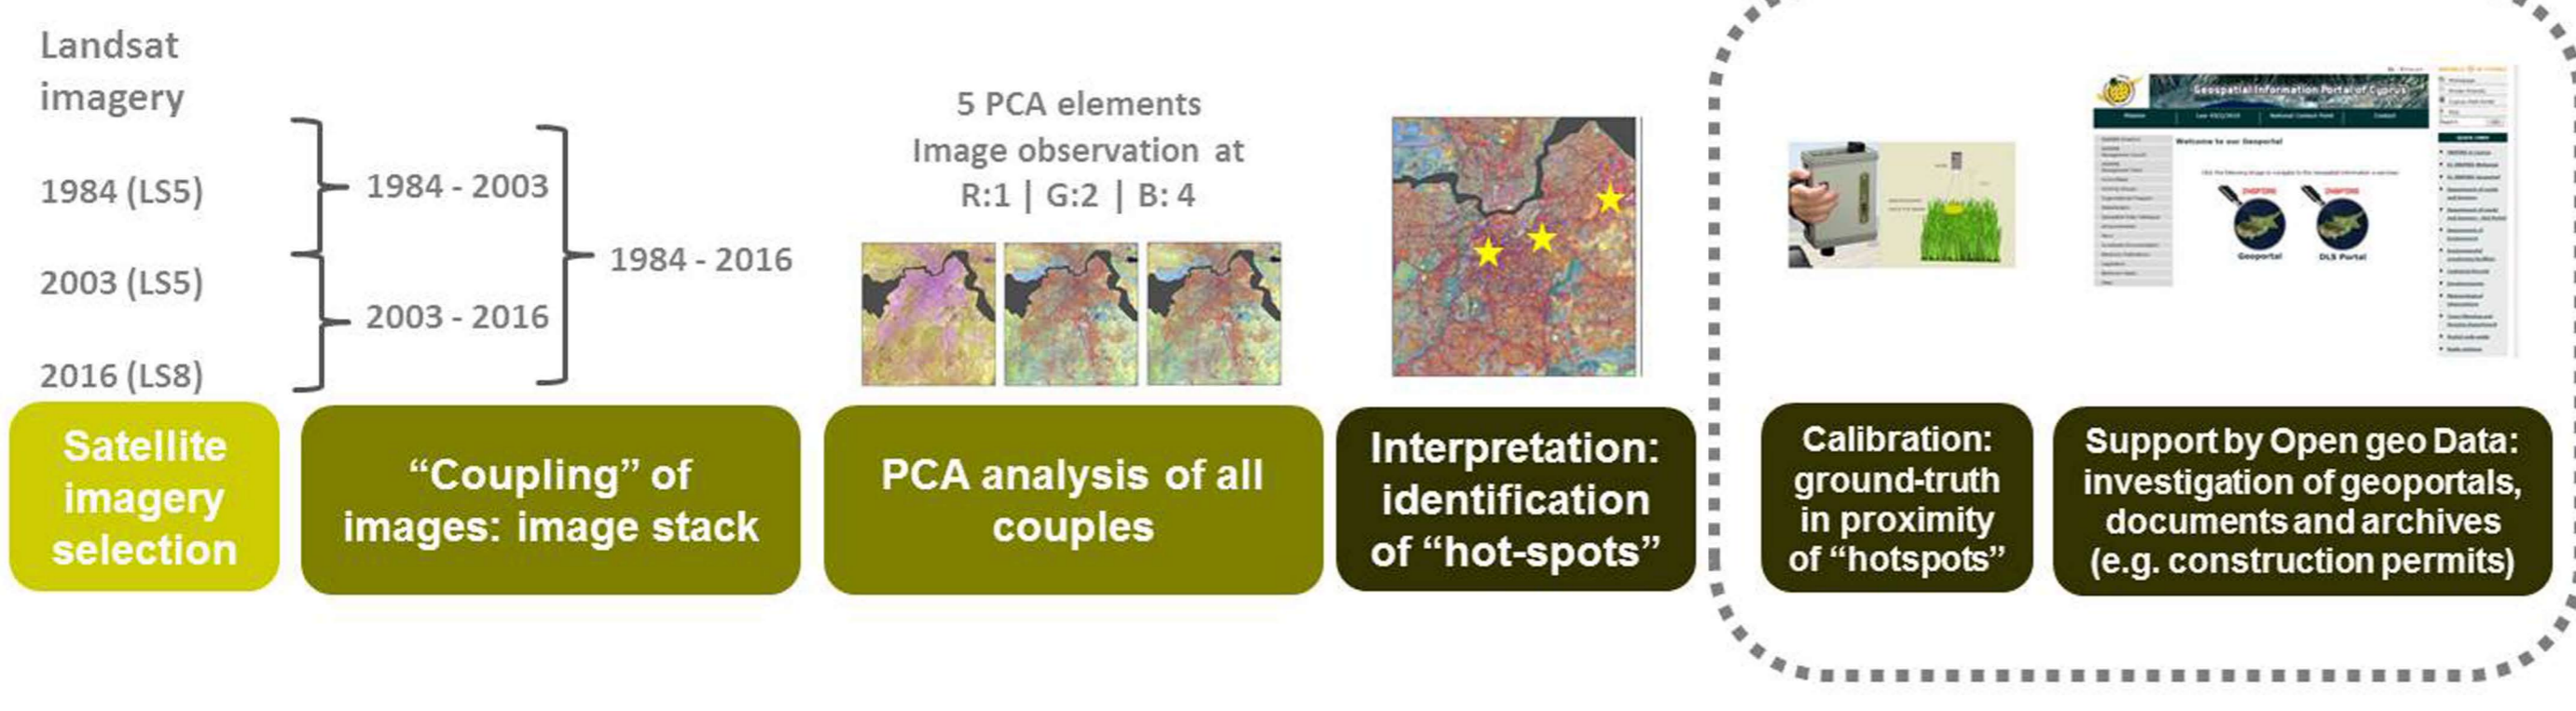 Landsat
imagery
1984 (LS5)
2003 (LS5)
2016 (LS8)
1984 - 2003
2003 - 2016
1984 - 2016
5 PCA elements
Image observation at
R:1 | G:2 | B: 4
Geospatial Information Portal of Cyprus
Welcome to our Geoportal
INSPIRE
INSPIRE
Geoportal
DLS Portal
Satellite
imagery
selection
“Coupling” of
images: image stack
PCA analysis of all
couples
Interpretation:
identification
of “hot-spots”
Calibration:
ground-truth
in proximity
of “hotspots”
Support by Open geo Data:
investigation of geoportals,
documents and archives
(e.g. construction permits)